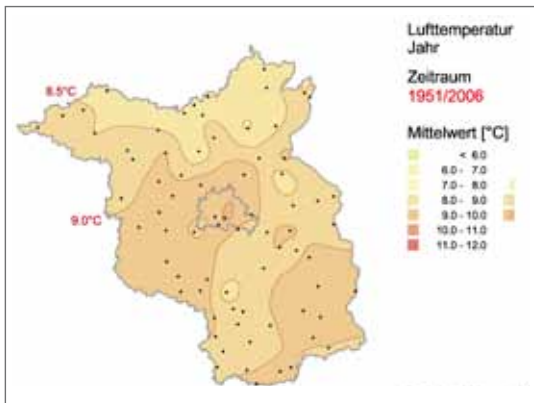 Lufttemperatur
Jahr
Zeitraum
1951/2006
Mittelwert [°C]
< 6.0
6.0 - 7.0
7.0 - 8.0
8.0 - 9.0
9.0 - 10.0
10.0 - 11.0
11.0 - 12.0
8.5°C
9.0°C